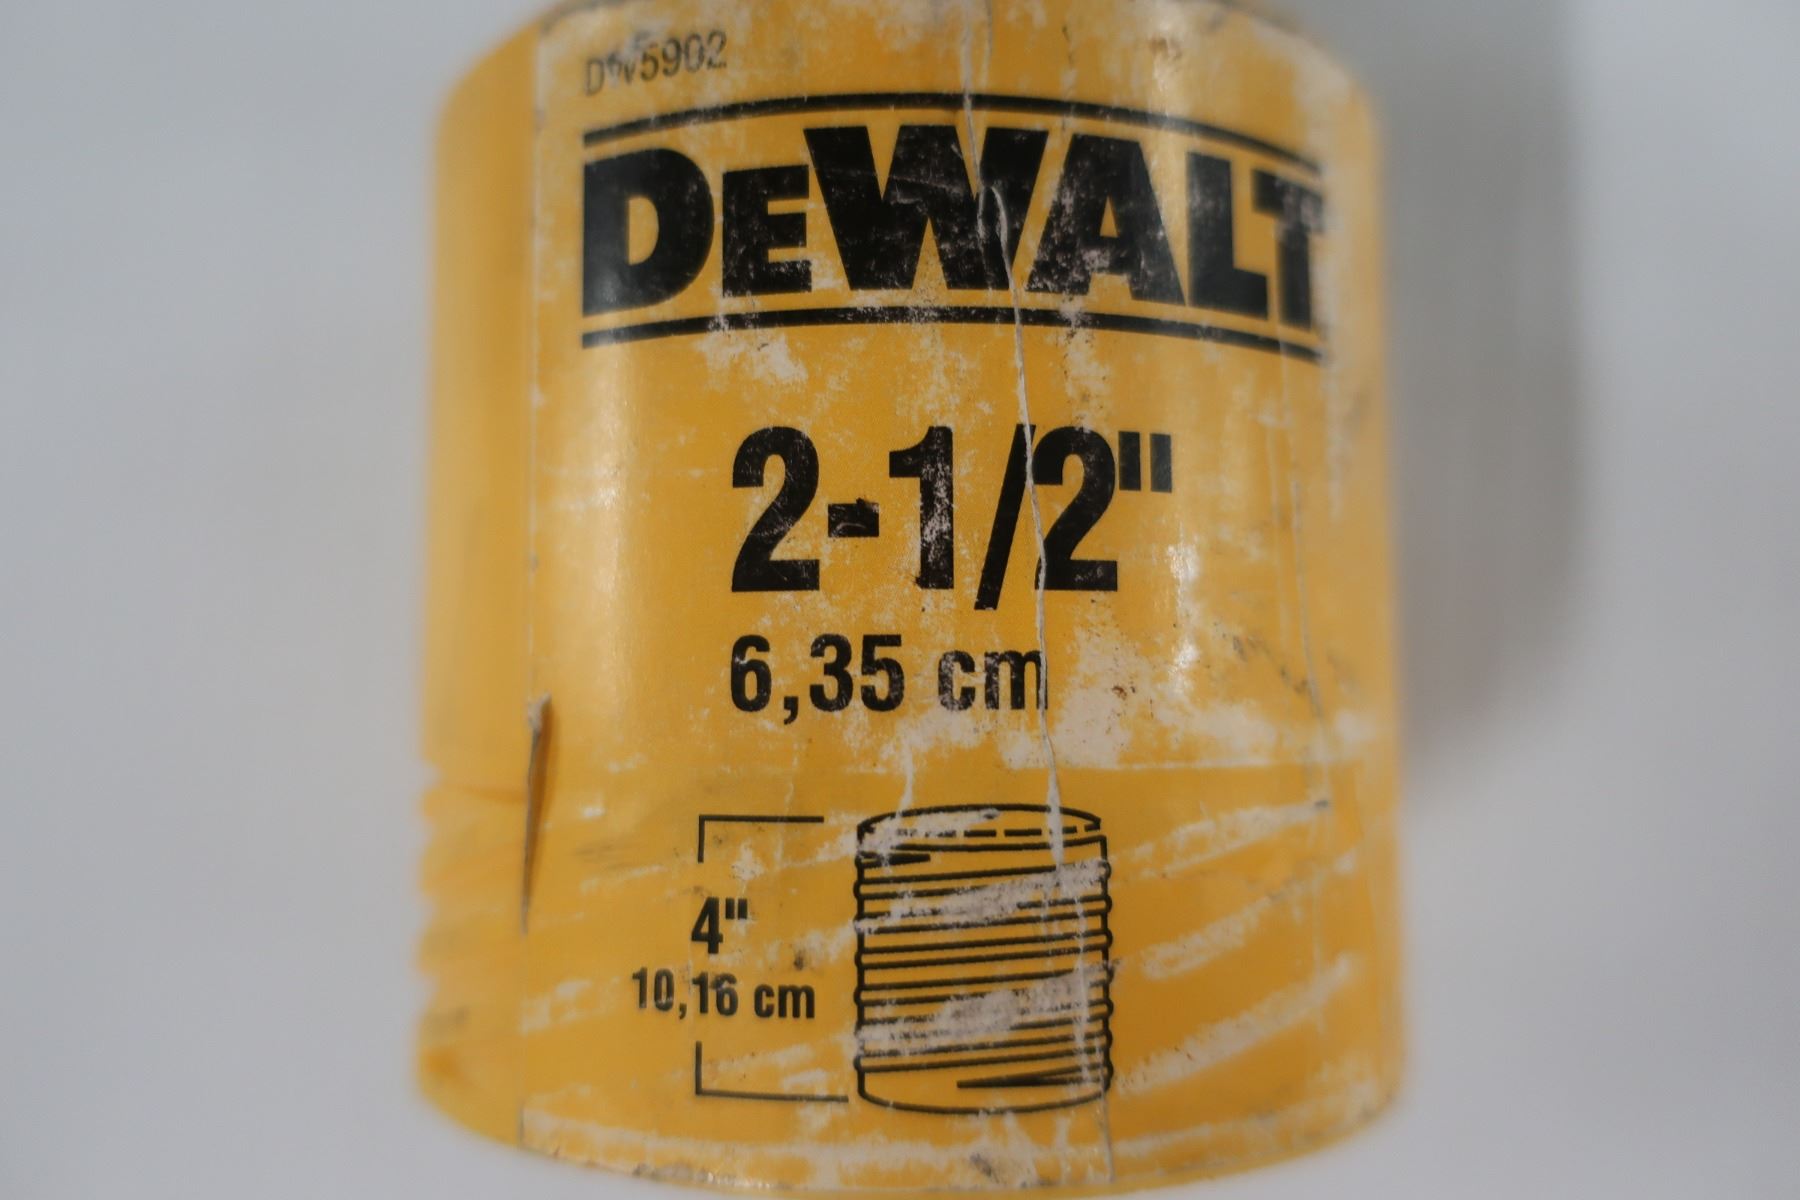 DW5902
DEWALT
2-1/2"
6,35 cm
4"
10,16 cm